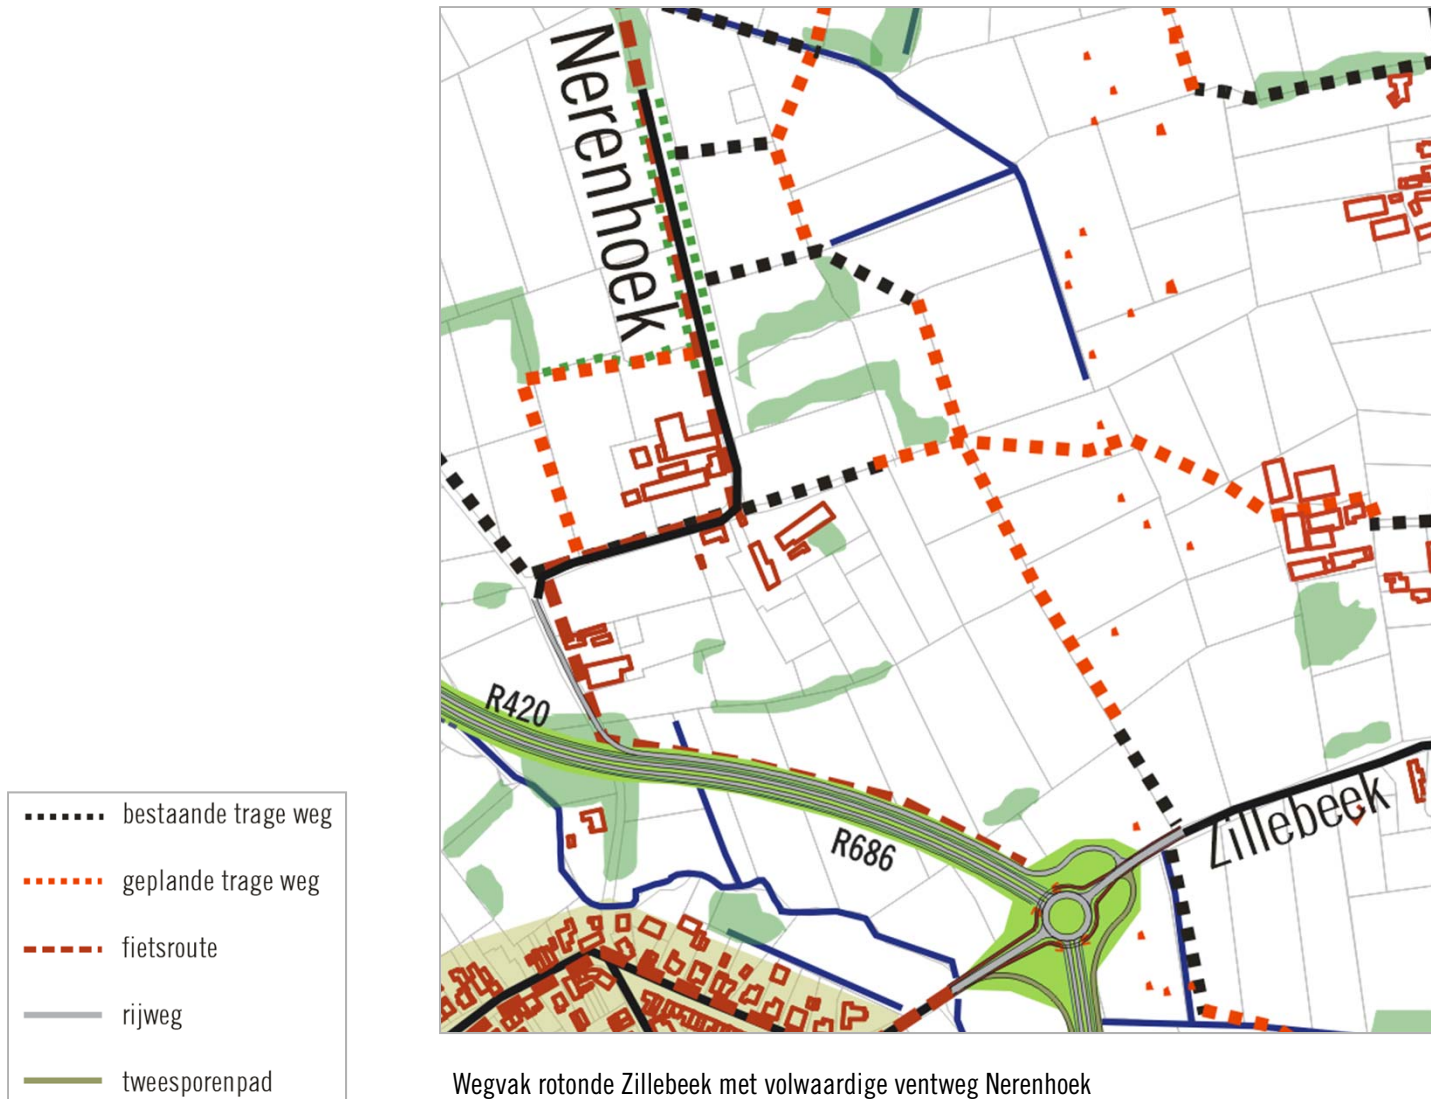 Nerenhoek
R420
R686
Zillebeek
bestaande trage weg
geplande trage weg
fietsroute
rijweg
tweesporenpad
Wegvak rotonde Zillebeek met volwaardige ventweg Nerenhoek